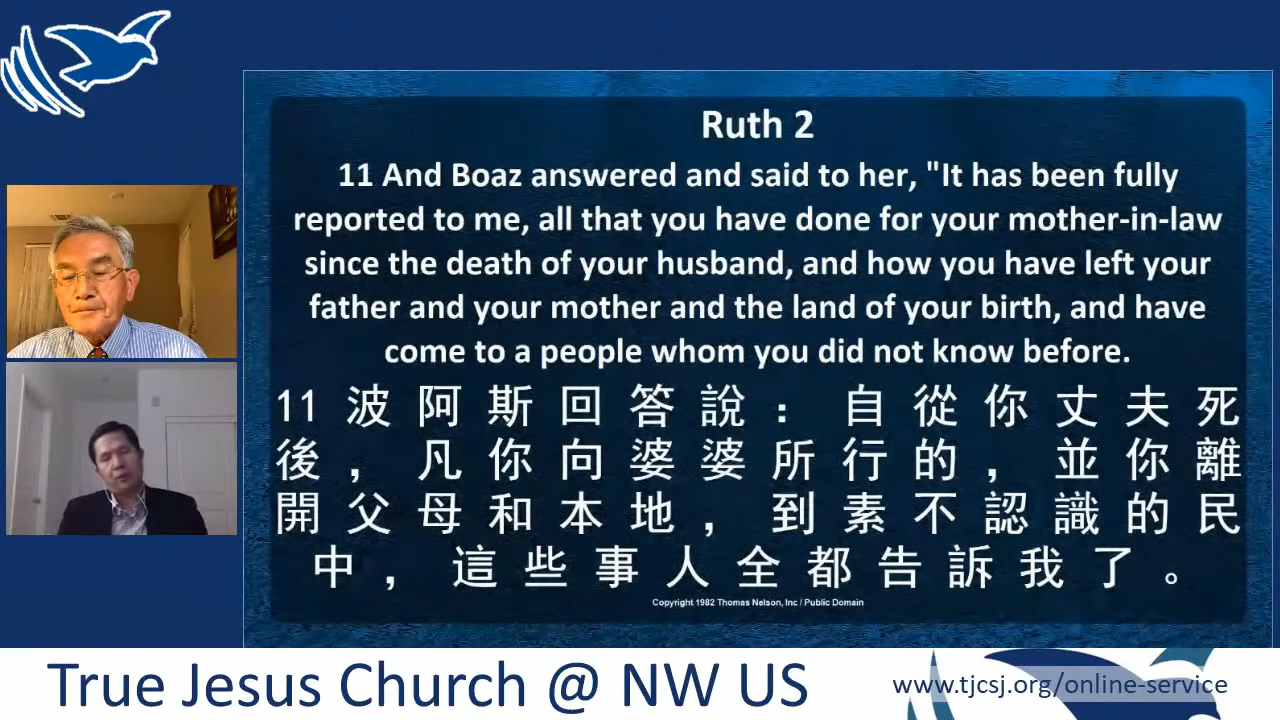 Ruth 2
11 And Boaz answered and said to her, "It has been fully
reported to me, all that you have done for your mother-in-law
since the death of your husband, and how you have left your
father and your mother and the land of your birth, and have
come to a people whom you did not know before.
11 波阿斯回答說：自從你丈夫死
後，凡你向婆婆所行的，並你離
開父母和本地，到素不認識的民
中，這些事人全都告訴我了。
Copyright 1982 Thomas Nelson, Inc / Public Domain
True Jesus Church @ NW US
www.tjcsj.org/online-service